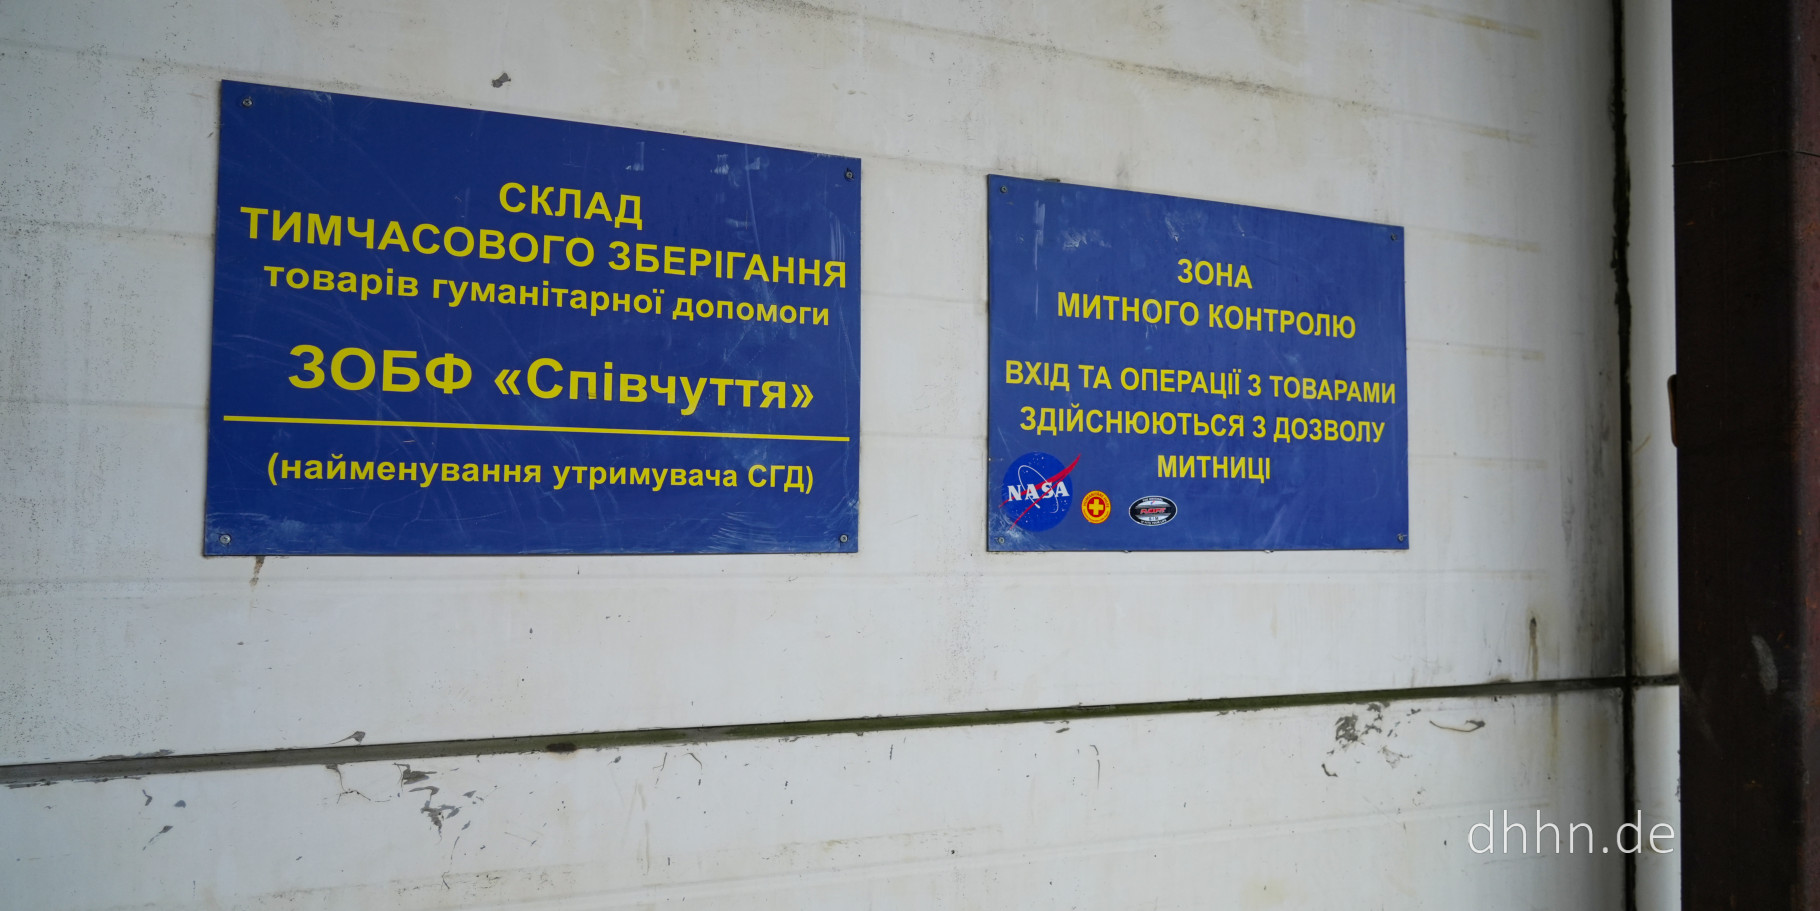 СКЛАД
ТИМЧАСОВОГО ЗБЕРІГАННЯ
товарів гуманітарної допомоги
ЗОБФ «Співчуття»
(найменування утримувача СГД)
ЗОНА
МИТНОГО КОНТРОЛЮ
ВХІД ТА ОПЕРАЦІЇ З ТОВАРАМИ
ЗДІЙСНЮЮТЬСЯ З ДОЗВОЛУ
МИТНИЦІ
NASA
dhhn.de